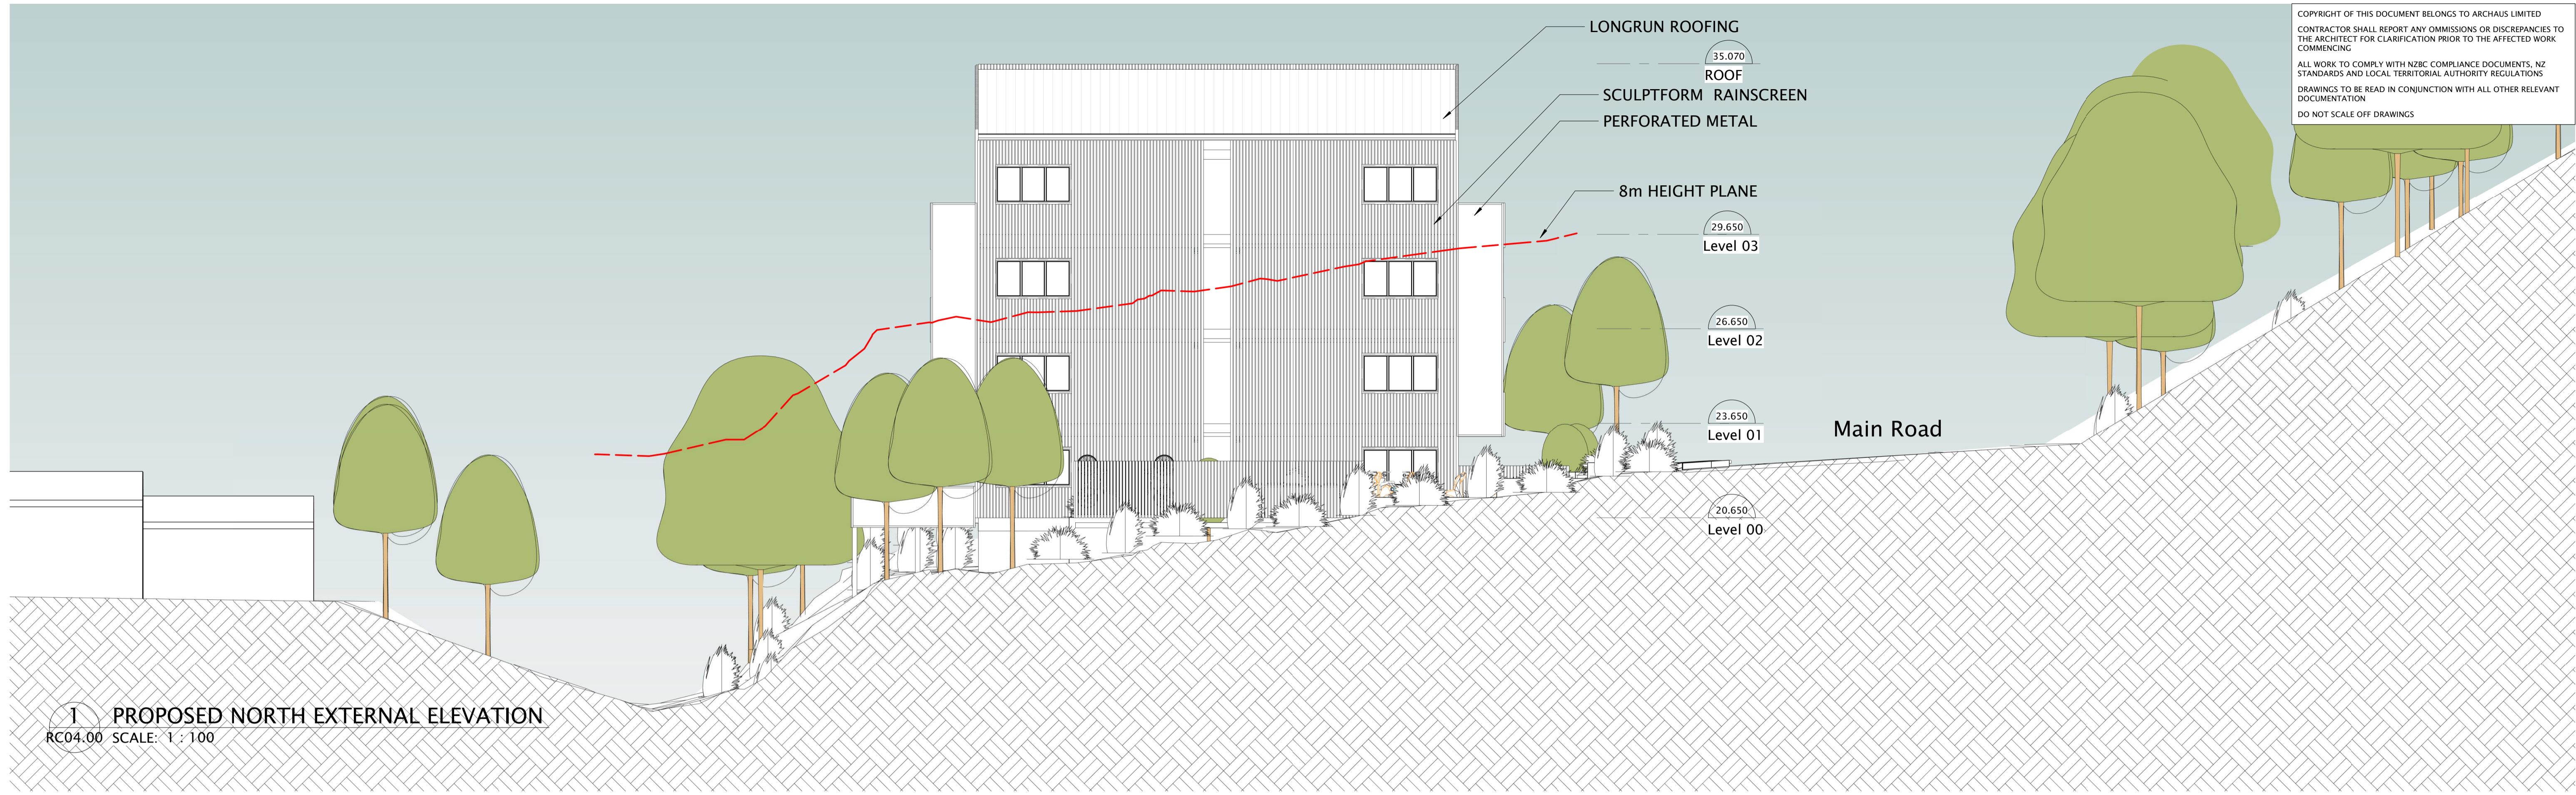 COPYRIGHT OF THIS DOCUMENT BELONGS TO ARCHAUS LIMITED
CONTRACTOR SHALL REPORT ANY OMMISSIONS OR DISCREPANCIES TO
THE ARCHITECT FOR CLARIFICATION PRIOR TO THE AFFECTED WORK
COMMENCING
ALL WORK TO COMPLY WITH NZBC COMPLIANCE DOCUMENTS, NZ
STANDARDS AND LOCAL TERRITORIAL AUTHORITY REGULATIONS
DRAWINGS TO BE READ IN CONJUNCTION WITH ALL OTHER RELEVANT
DOCUMENTATION
DO NOT SCALE OFF DRAWINGS
LONGRUN ROOFING
35.070
ROOF
SCULPTFORM RAINSCREEN
PERFORATED METAL
8m HEIGHT PLANE
29.650
Level 03
26.650
Level 02
23.650
Level 01
Main Road
20.650
Level 00
1
PROPOSED NORTH EXTERNAL ELEVATION
RC04.00
SCALE: 1 : 100